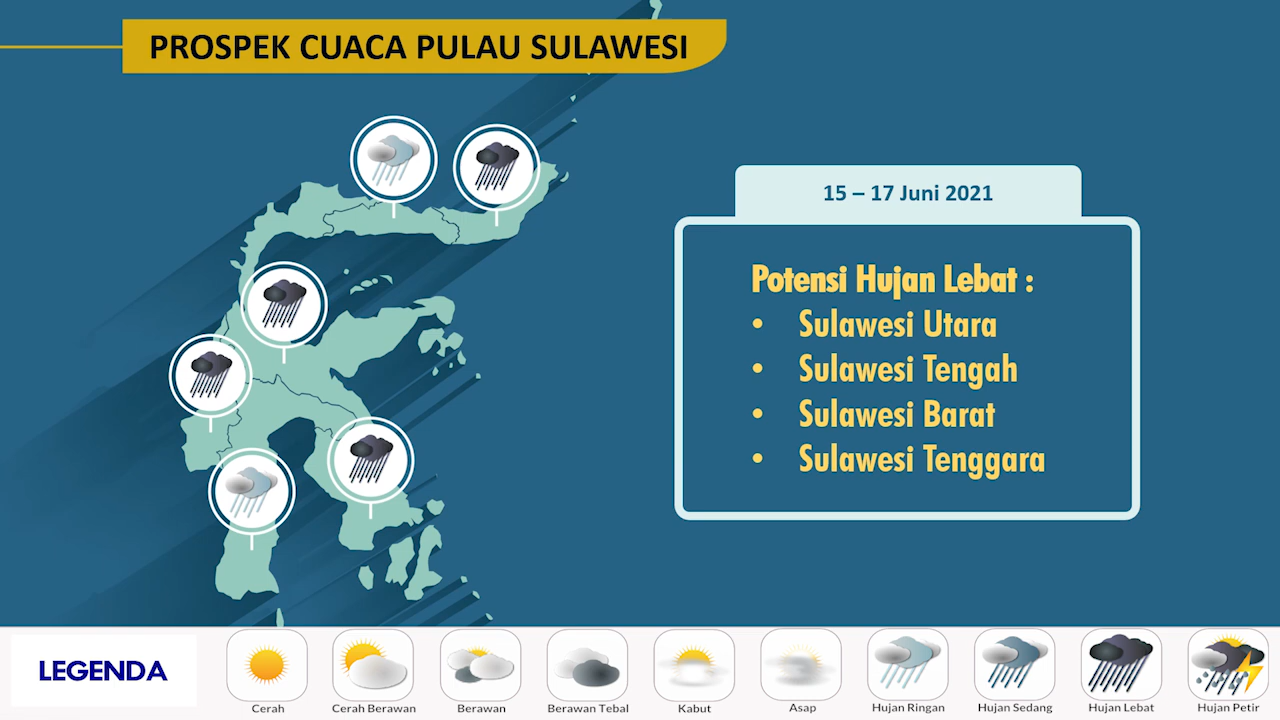 PROSPEK CUACA PULAU SULAWESI
15 – 17 Juni 2021
Potensi Hujan Lebat :
• Sulawesi Utara
• Sulawesi Tengah
• Sulawesi Barat
• Sulawesi Tenggara
LEGENDA
Cerah
Cerah Berawan
Berawan
Berawan Tebal
Kabut
Asap
Hujan Ringan
Hujan Sedang
Hujan Lebat
Hujan Petir